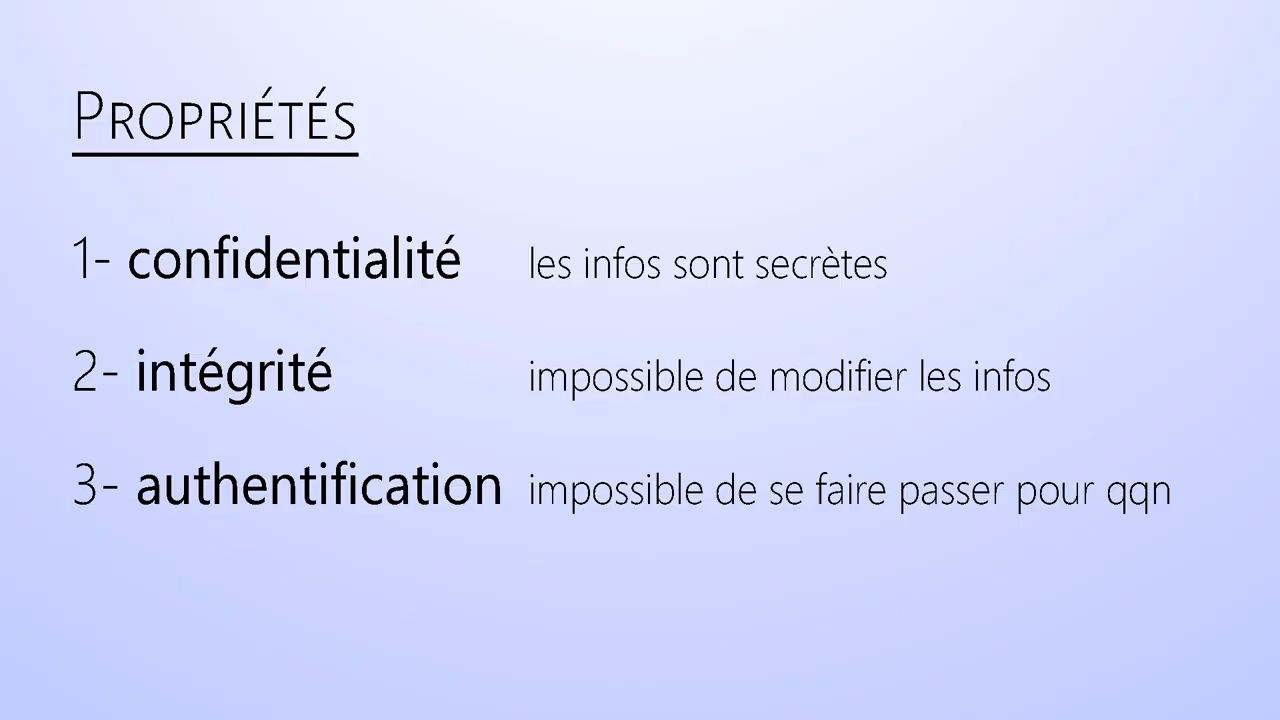 PROPRIÉTÉS
1- confidentialité les infos sont secrètes
2- intégrité impossible de modifier les infos
3- authentification impossible de se faire passer pour qqn